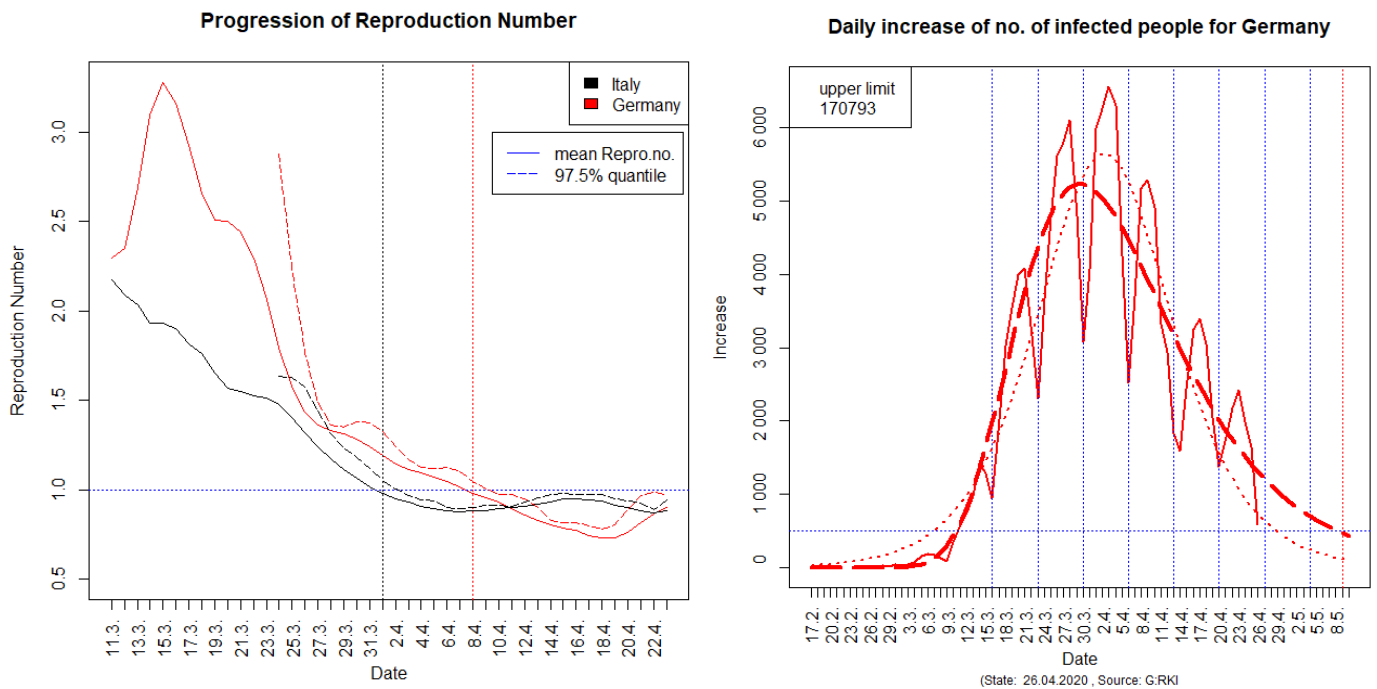 Progression of Reproduction Number
Italy
Germany
mean Repro.no.
97.5% quantile
Reproduction Number
3.0
2.5
2.0
1.5
1.0
0.5
11.3. 13.3. 15.3. 17.3. 19.3. 21.3. 23.3. 25.3. 27.3. 29.3. 31.3. 2.4. 4.4. 6.4. 8.4. 10.4. 12.4. 14.4. 16.4. 18.4. 20.4. 22.4.
Date
Daily increase of no. of infected people for Germany
upper limit
170793
Increase
6 000
5 000
4 000
3 000
2 000
1 000
0
17.2. 20.2. 23.2. 26.2. 29.2. 3.3. 6.3. 9.3. 12.3. 15.3. 18.3. 21.3. 24.3. 27.3. 30.3. 2.4. 5.4. 8.4. 11.4. 14.4. 17.4. 20.4. 23.4. 26.4. 29.4. 2.5. 5.5. 8.5.
Date
(State: 26.04.2020 , Source: G:RKI